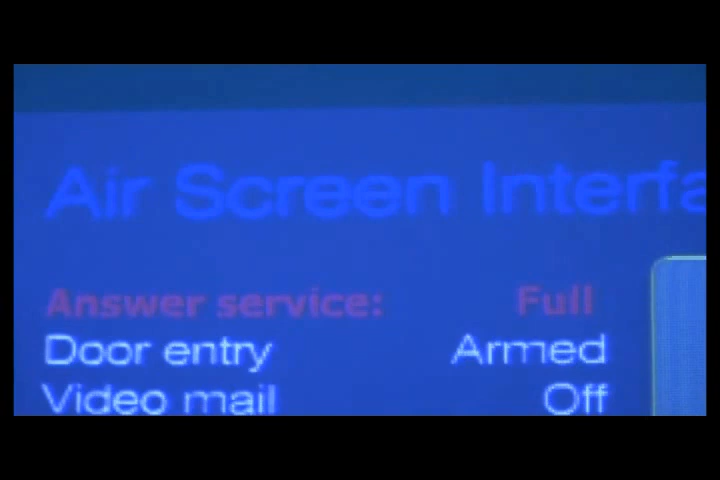 Air Screen Interfa
Answer service: Full
Door entry Armed
Video mail Off